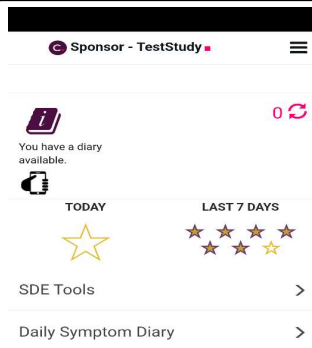 C Sponsor - TestStudy
0
i
You have a diary
available.
TODAY
LAST 7 DAYS
SDE Tools
Daily Symptom Diary